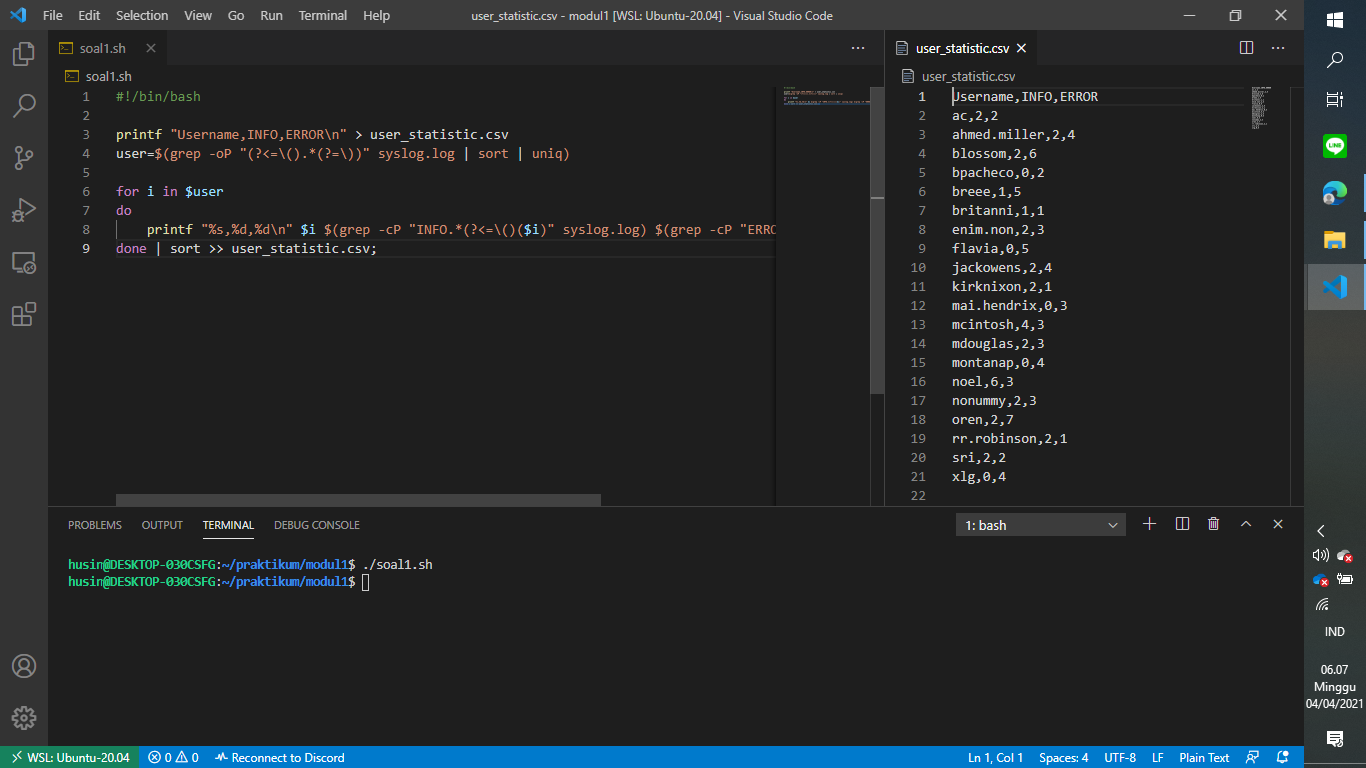 File Edit Selection View Go Run Terminal Help
user_statistic.csv - modul1 [WSL: Ubuntu-20.04] - Visual Studio Code
soal1.sh
soal1.sh
1 #!/bin/bash
2
3 printf "Username,INFO,ERROR\n" > user_statistic.csv
4 user=$(grep -oP "(?<=\().*(?=\))" syslog.log | sort | uniq)
5
6 for i in $user
7 do
8 printf "%s,%d,%d\n" $i $(grep -cP "INFO.*(?<=\()($i)" syslog.log) $(grep -cP "ERRO
9 done | sort >> user_statistic.csv;
user_statistic.csv
user_statistic.csv
1 Username,INFO,ERROR
2 ac,2,2
3 ahmed.miller,2,4
4 blossom,2,6
5 bpacheco,0,2
6 breee,1,5
7 britanni,1,1
8 enim.non,2,3
9 flavia,0,5
10 jackowens,2,4
11 kirknixon,2,1
12 mai.hendrix,0,3
13 mcintosh,4,3
14 mdouglas,2,3
15 montanap,0,4
16 noel,6,3
17 nonummy,2,3
18 oren,2,7
19 rr.robinson,2,1
20 sri,2,2
21 xlg,0,4
22
PROBLEMS OUTPUT TERMINAL DEBUG CONSOLE
1: bash
husin@DESKTOP-030CSFG:~/praktikum/modul1$ ./soal1.sh
husin@DESKTOP-030CSFG:~/praktikum/modul1$
WSL: Ubuntu-20.04 0 0 Reconnect to Discord
Ln 1, Col 1 Spaces: 4 UTF-8 LF Plain Text
LINE
IND
06.07
Minggu
04/04/2021